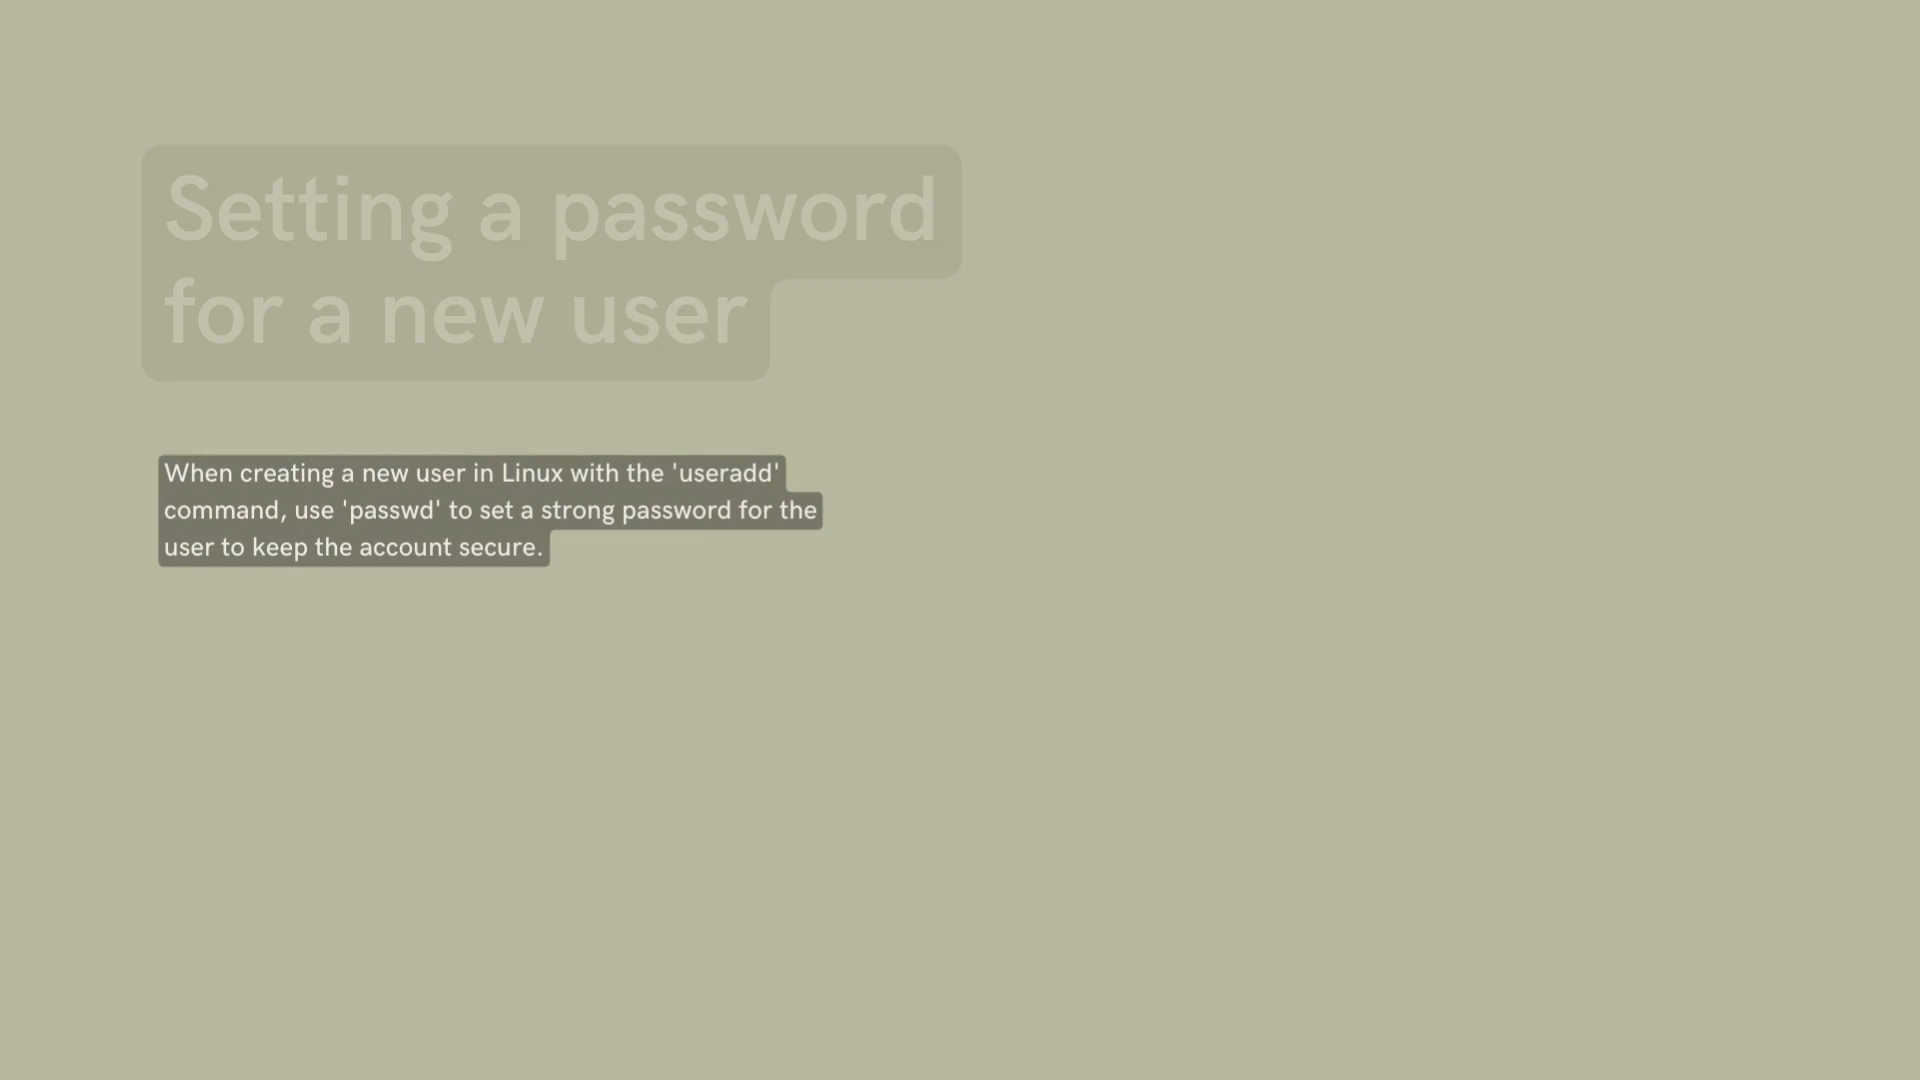 Setting a password
for a new user
When creating a new user in Linux with the 'useradd'
command, use 'passwd' to set a strong password for the
user to keep the account secure.